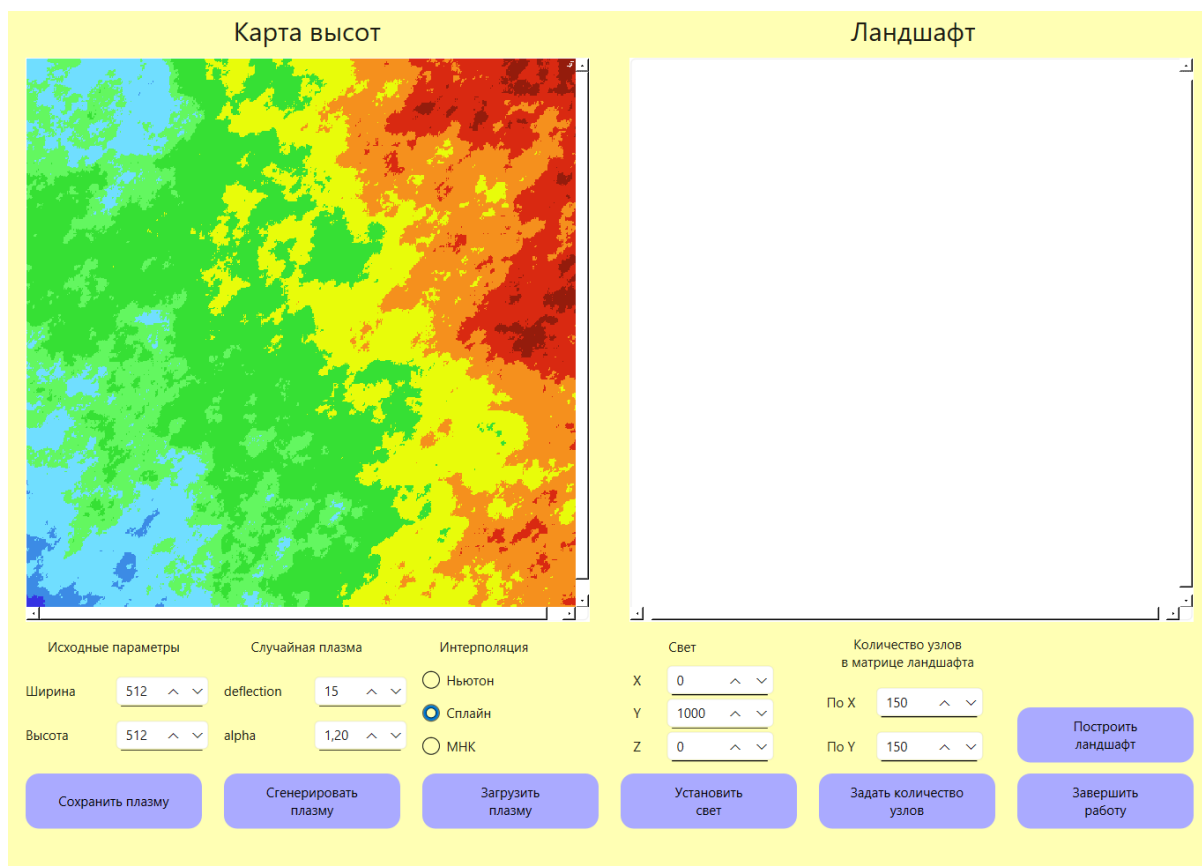 Карта высот
Ландшафт
Исходные параметры
Случайная плазма
Интерполяция
Свет
Количество узлов
в матрице ландшафта
Ширина 512
deflection 15
Ньютон
X 0
По X 150
Сплайн
Y 1000
Высота 512
alpha 1,20
МНК
Z 0
По Y 150
Построить
ландшафт
Сохранить плазму
Сгенерировать
плазму
Загрузить
плазму
Установить
свет
Задать количество
узлов
Завершить
работу